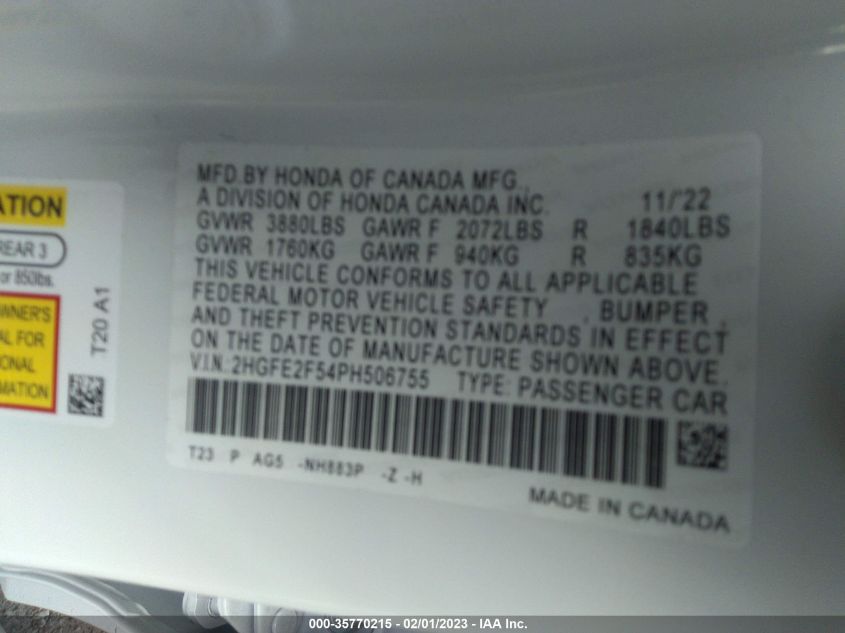 ATION
REAR 3
or 850lbs.
OWNER'S
AL FOR
IONAL
RMATION
T20 A1
MFD.BY HONDA OF CANADA MFG.,
A DIVISION OF HONDA CANADA INC. 11/'22
GVWR 3880LBS GAWR F 2072LBS R 1840LBS
GVWR 1760KG GAWR F 940KG R 835KG
THIS VEHICLE CONFORMS TO ALL APPLICABLE
FEDERAL MOTOR VEHICLE SAFETY , BUMPER ,
AND THEFT PREVENTION STANDARDS IN EFFECT
ON THE DATE OF MANUFACTURE SHOWN ABOVE.
V.I.N.:2HGFE2F54PH506755 TYPE: PASSENGER CAR
T23 P AG5 -NH883P -Z -H
MADE IN CANADA
000-35770215 - 02/01/2023 - IAA Inc.